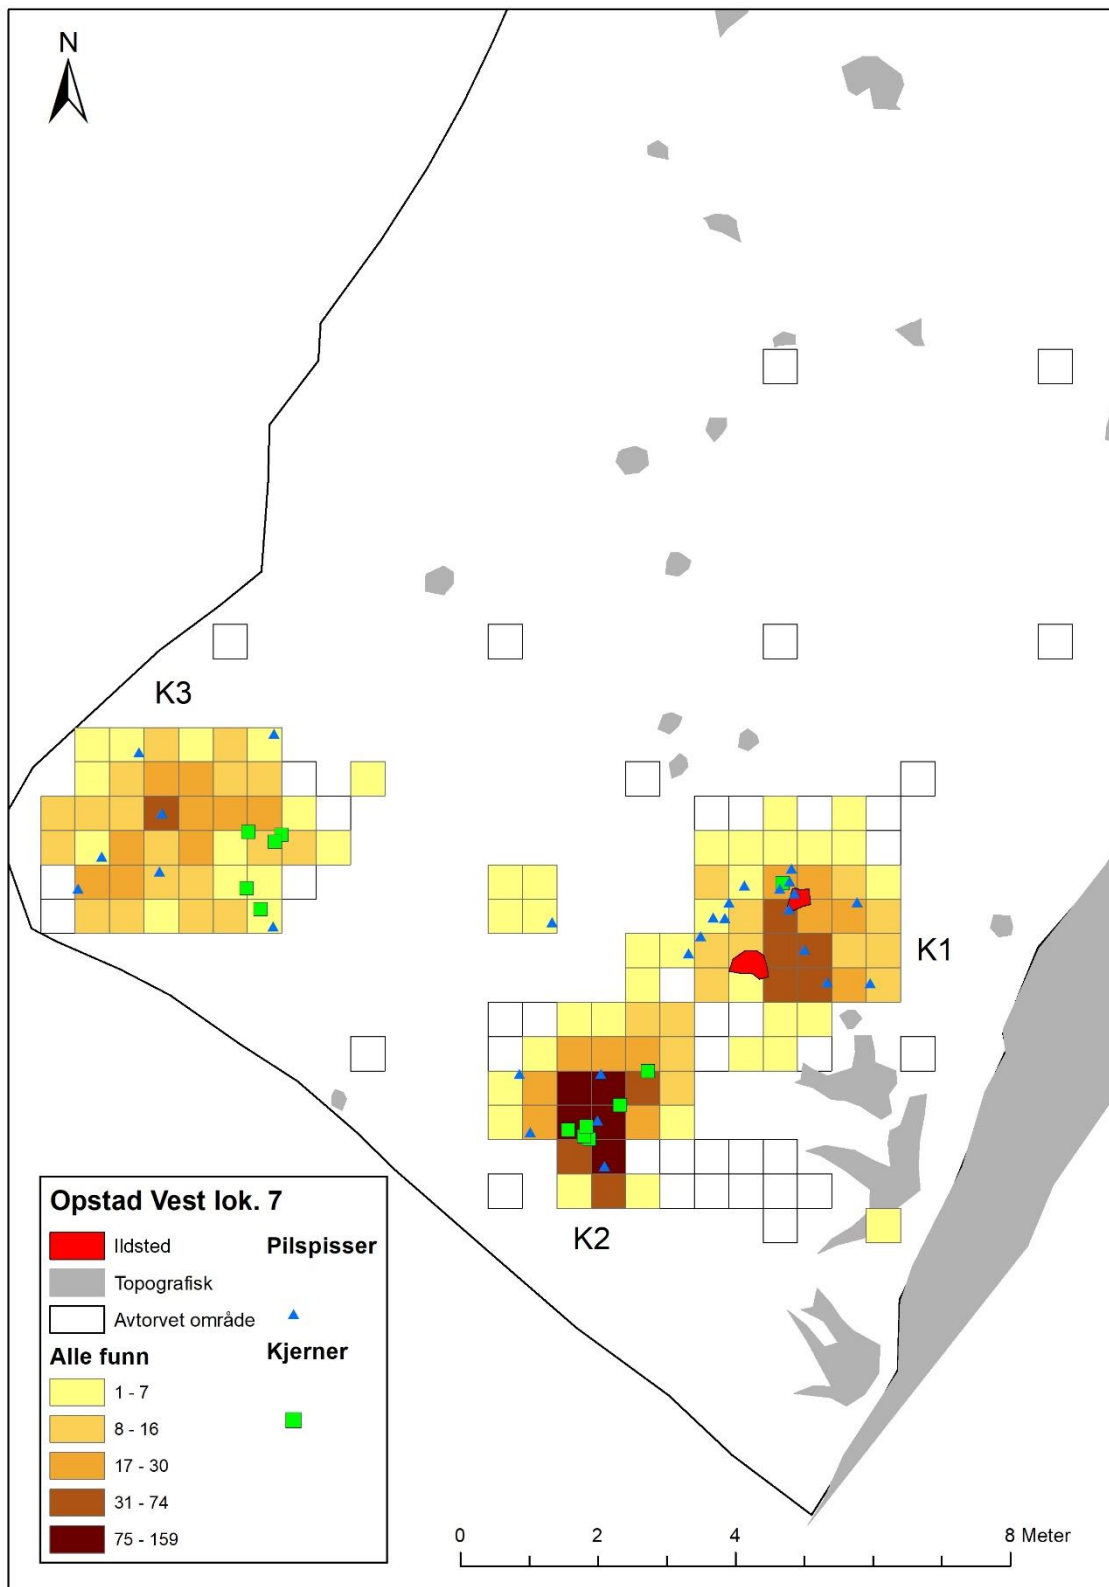 N
K3
K1
K2
Opstad Vest lok. 7
Ildsted
Pilspisser
Topografisk
Avtorvet område
Alle funn
Kjerner
1 - 7
8 - 16
17 - 30
31 - 74
75 - 159
0 2 4 8 Meter